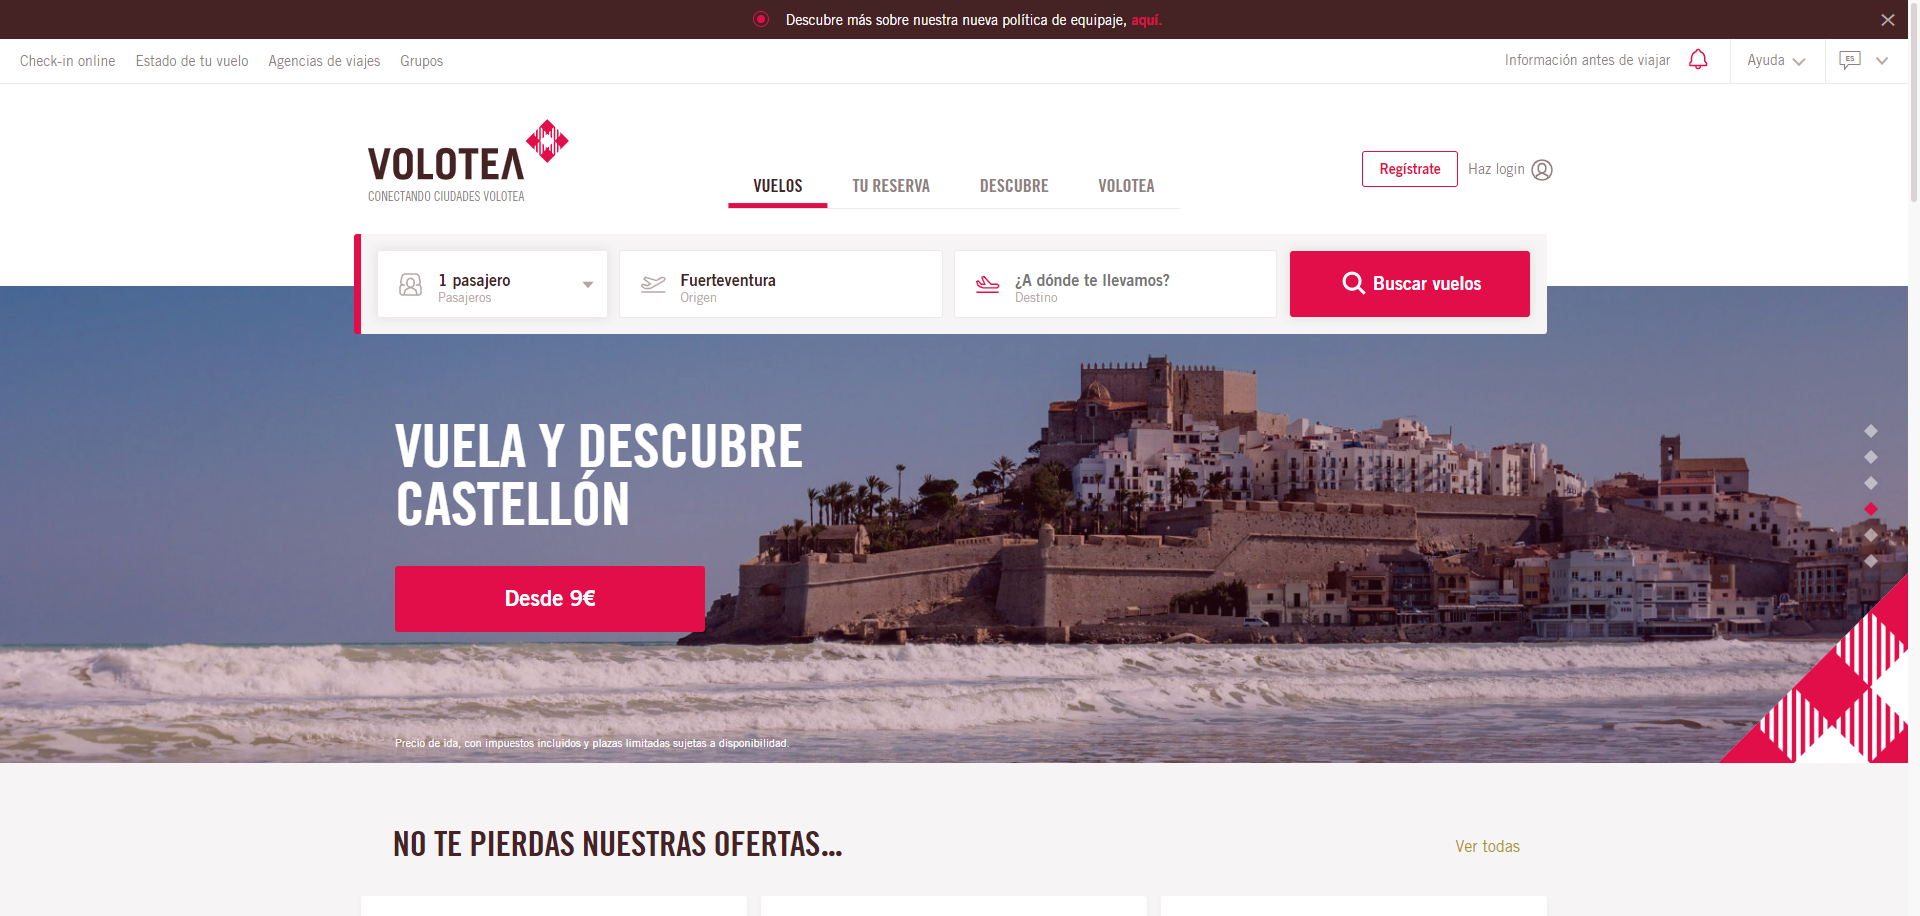 Descubre más sobre nuestra nueva política de equipaje, aquí.
Check-in online
Estado de tu vuelo
Agencias de viajes
Grupos
Información antes de viajar
Ayuda
ES
VOLOTEA
CONECTANDO CIUDADES VOLOTEA
VUELOS
TU RESERVA
DESCUBRE
VOLOTEA
Regístrate
Haz login
1 pasajero
Pasajeros
Fuerteventura
Origen
¿A dónde te llevamos?
Destino
Buscar vuelos
VUELA Y DESCUBRE
CASTELLÓN
Desde 9€
Precio de ida, con impuestos incluidos y plazas limitadas sujetas a disponibilidad.
NO TE PIERDAS NUESTRAS OFERTAS...
Ver todas